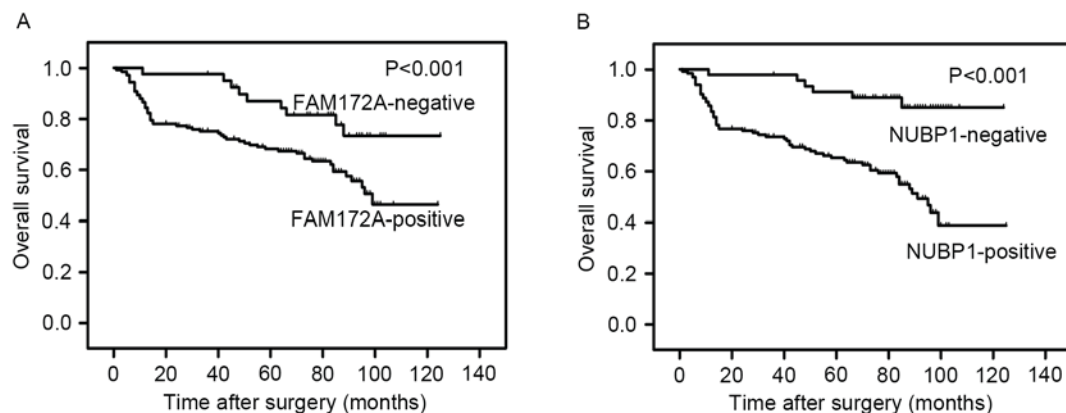 A
P<0.001
FAM172A-negative
FAM172A-positive
1.0
0.8
0.6
0.4
0.2
0.0
Overall survival
0 20 40 60 80 100 120 140
Time after surgery (months)
B
P<0.001
NUBP1-negative
NUBP1-positive
1.0
0.8
0.6
0.4
0.2
0.0
Overall survival
0 20 40 60 80 100 120 140
Time after surgery (months)